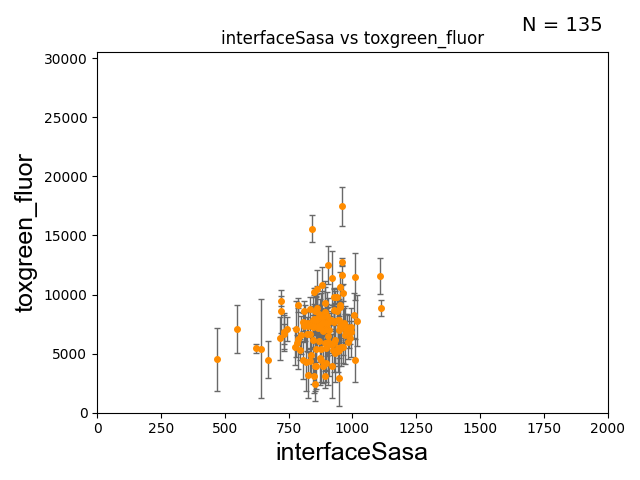 N = 135
interfaceSasa vs toxgreen_fluor
30000
25000
20000
15000
10000
5000
0
toxgreen_fluor
0 250 500 750 1000 1250 1500 1750 2000
interfaceSasa